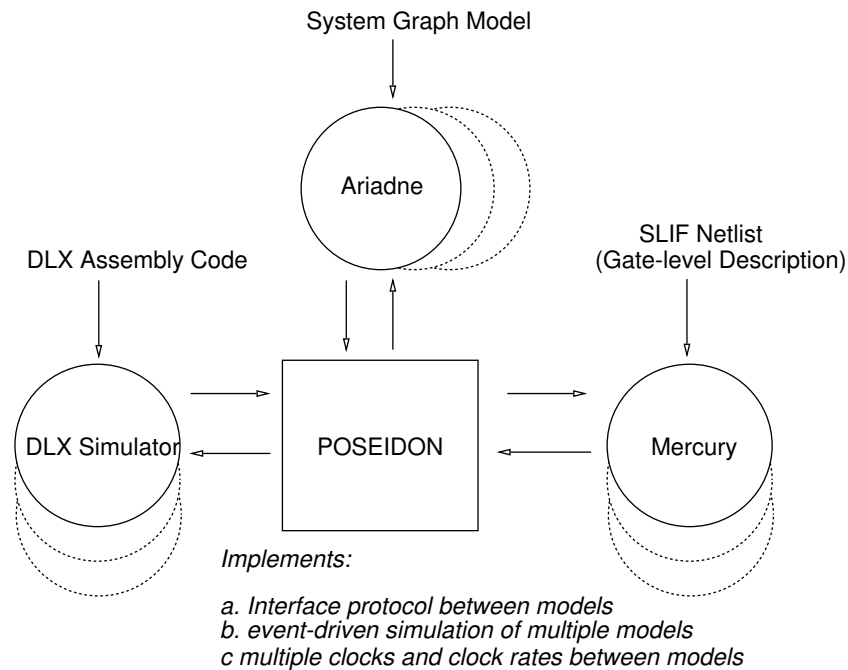 System Graph Model
Ariadne
SLIF Netlist
(Gate-level Description)
DLX Assembly Code
DLX Simulator
POSEIDON
Mercury
Implements:
a. Interface protocol between models
b. event-driven simulation of multiple models
c multiple clocks and clock rates between models